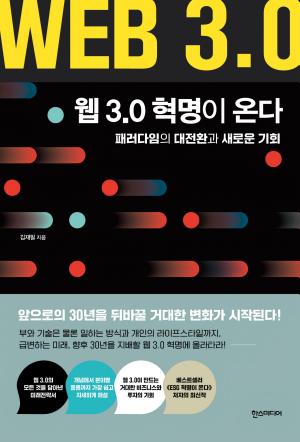 WEB 3.0
웹 3.0 혁명이 온다
패러다임의 대전환과 새로운 기회
김재필 지음
앞으로의 30년을 뒤바꿀 거대한 변화가 시작된다!
부와 기술은 물론 일하는 방식과 개인의 라이프스타일까지,
급변하는 미래, 향후 30년을 지배할 웹 3.0 혁명에 올라타라!
웹 3.0의
모든 것을 담아낸
미래전략서
개념에서 분야별
동향까지 가장 쉽고
자세하게 해설
웹 3.0이 만드는
거대한 비즈니스와
투자의 기회
베스트셀러
《ESG 혁명이 온다》
저자의 최신작
한스미디어